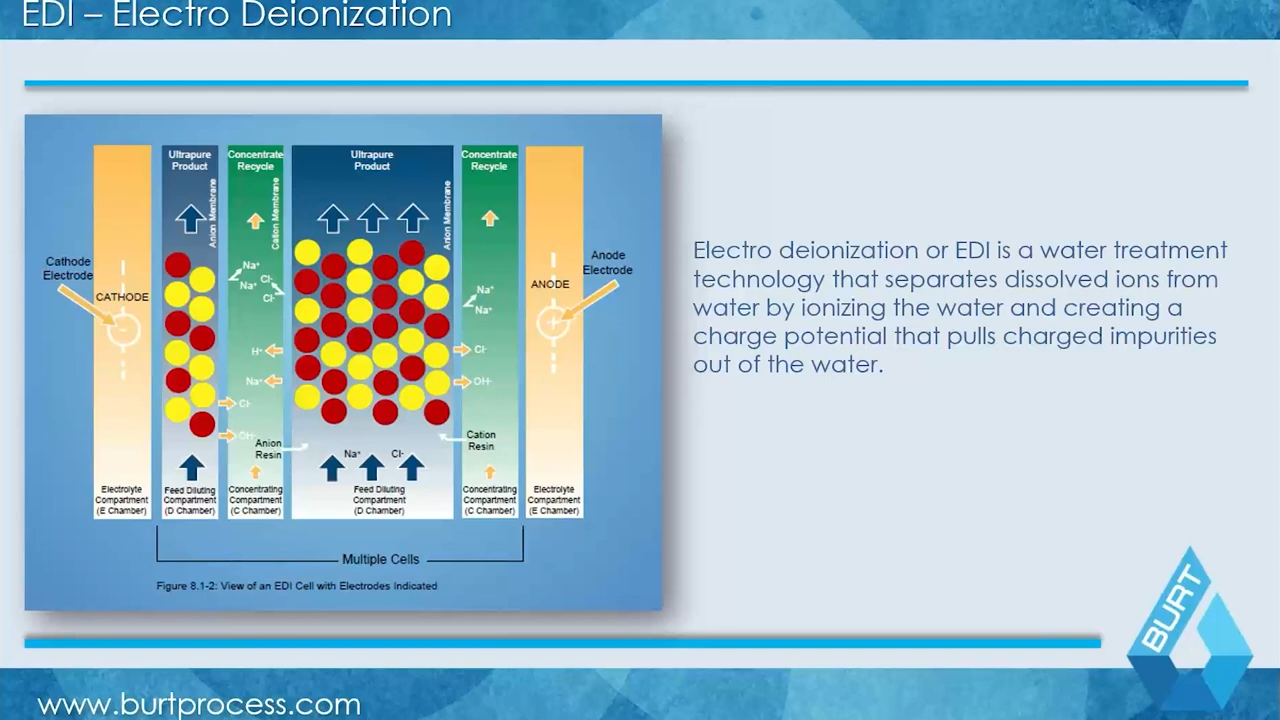 EDI – Electro Deionization
Ultrapure
Product
Concentrate
Recycle
Ultrapure
Product
Concentrate
Recycle
Anion Membrane
Cation Membrane
Anion Membrane
Cathode
Electrode
CATHODE
-
Na+
Na+
Cl-
Cl-
H+
Na+
Cl-
OH-
Anion
Resin
Na+
Cl-
Na+
Na+
Cl-
OH-
Cation
Resin
ANODE
+
Anode
Electrode
Electrolyte
Compartment
(E Chamber)
Feed Diluting
Compartment
(D Chamber)
Concentrating
Compartment
(C Chamber)
Feed Diluting
Compartment
(D Chamber)
Concentrating
Compartment
(C Chamber)
Electrolyte
Compartment
(E Chamber)
Multiple Cells
Figure 8.1-2: View of an EDI Cell with Electrodes Indicated
Electro deionization or EDI is a water treatment
technology that separates dissolved ions from
water by ionizing the water and creating a
charge potential that pulls charged impurities
out of the water.
BURT
www.burtprocess.com